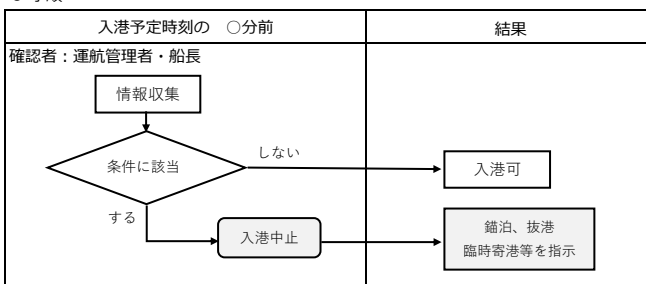 入港予定時刻の　○分前
結果
確認者：運航管理者・船長
情報収集
条件に該当
しない
入港可
する
入港中止
錨泊、抜港
臨時寄港等を指示